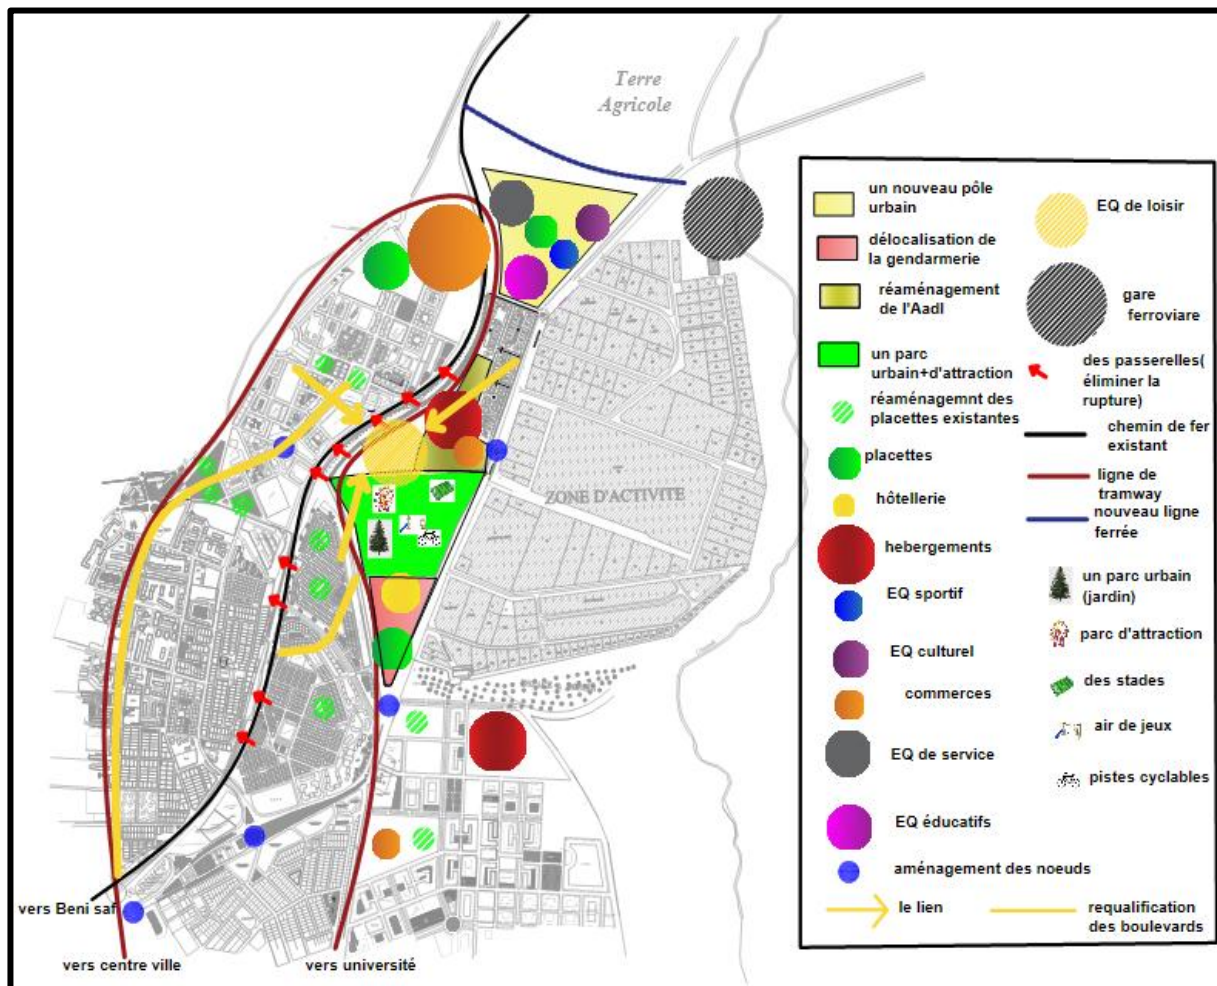 Terre
Agricole
ZONE D'ACTIVITE
vers Beni saf
vers centre ville
vers université
un nouveau pôle
urbain
délocalisation de
la gendarmerie
réaménagement
de l'Aadl
un parc
urbain+d'attraction
réaménagemnt des
placettes existantes
placettes
hôtellerie
hebergements
EQ sportif
EQ culturel
commerces
EQ de service
EQ éducatifs
aménagement des noeuds
le lien
EQ de loisir
gare
ferroviare
des passerelles(
éliminer la
rupture)
chemin de fer
existant
ligne de
tramway
nouveau ligne
ferrée
un parc urbain
(jardin)
parc d'attraction
des stades
air de jeux
pistes cyclables
requalification
des boulevards